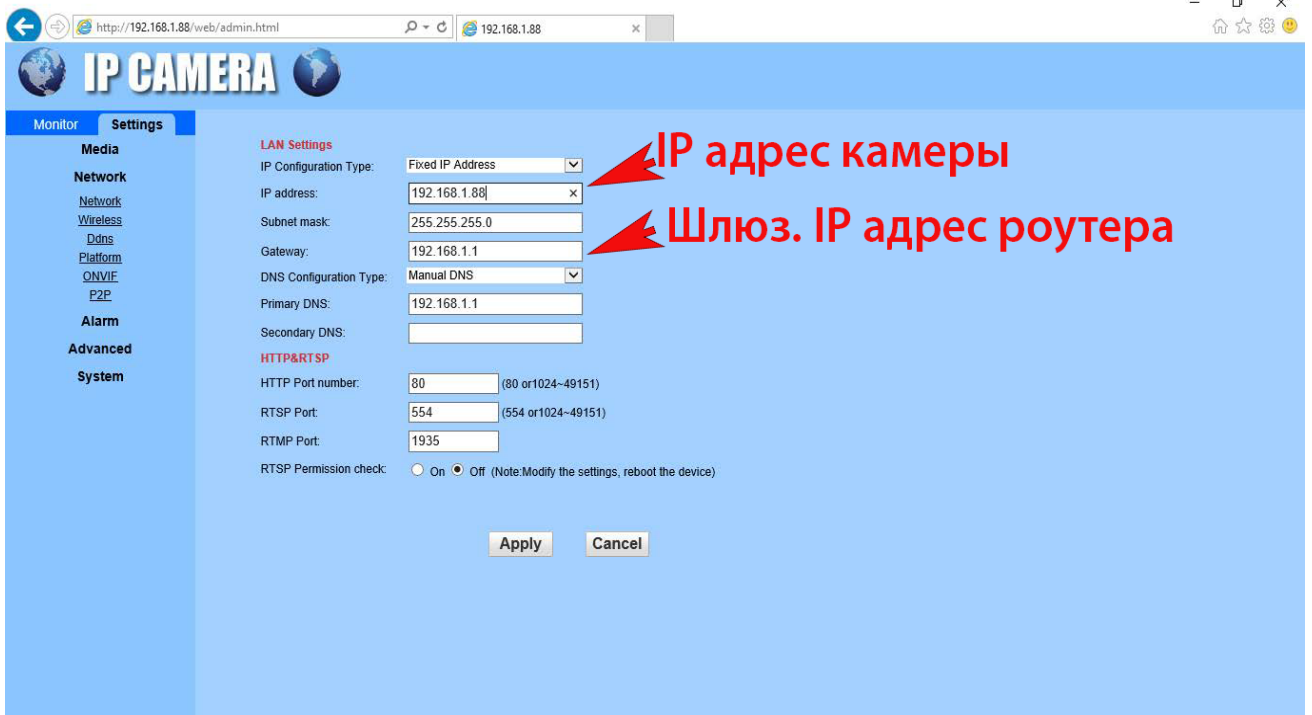 http://192.168.1.88/web/admin.html
192.168.1.88
IP CAMERA
Monitor Settings
Media
Network
Network
Wireless
Ddns
Platform
ONVIF
P2P
Alarm
Advanced
System
LAN Settings
IP Configuration Type: Fixed IP Address
IP address: 192.168.1.88
IP адрес камеры
Subnet mask: 255.255.255.0
Шлюз. IP адрес роутера
Gateway: 192.168.1.1
DNS Configuration Type: Manual DNS
Primary DNS: 192.168.1.1
Secondary DNS:
HTTP&RTSP
HTTP Port number: 80 (80 or1024~49151)
RTSP Port: 554 (554 or1024~49151)
RTMP Port: 1935
RTSP Permission check: On Off (Note:Modify the settings, reboot the device)
Apply Cancel